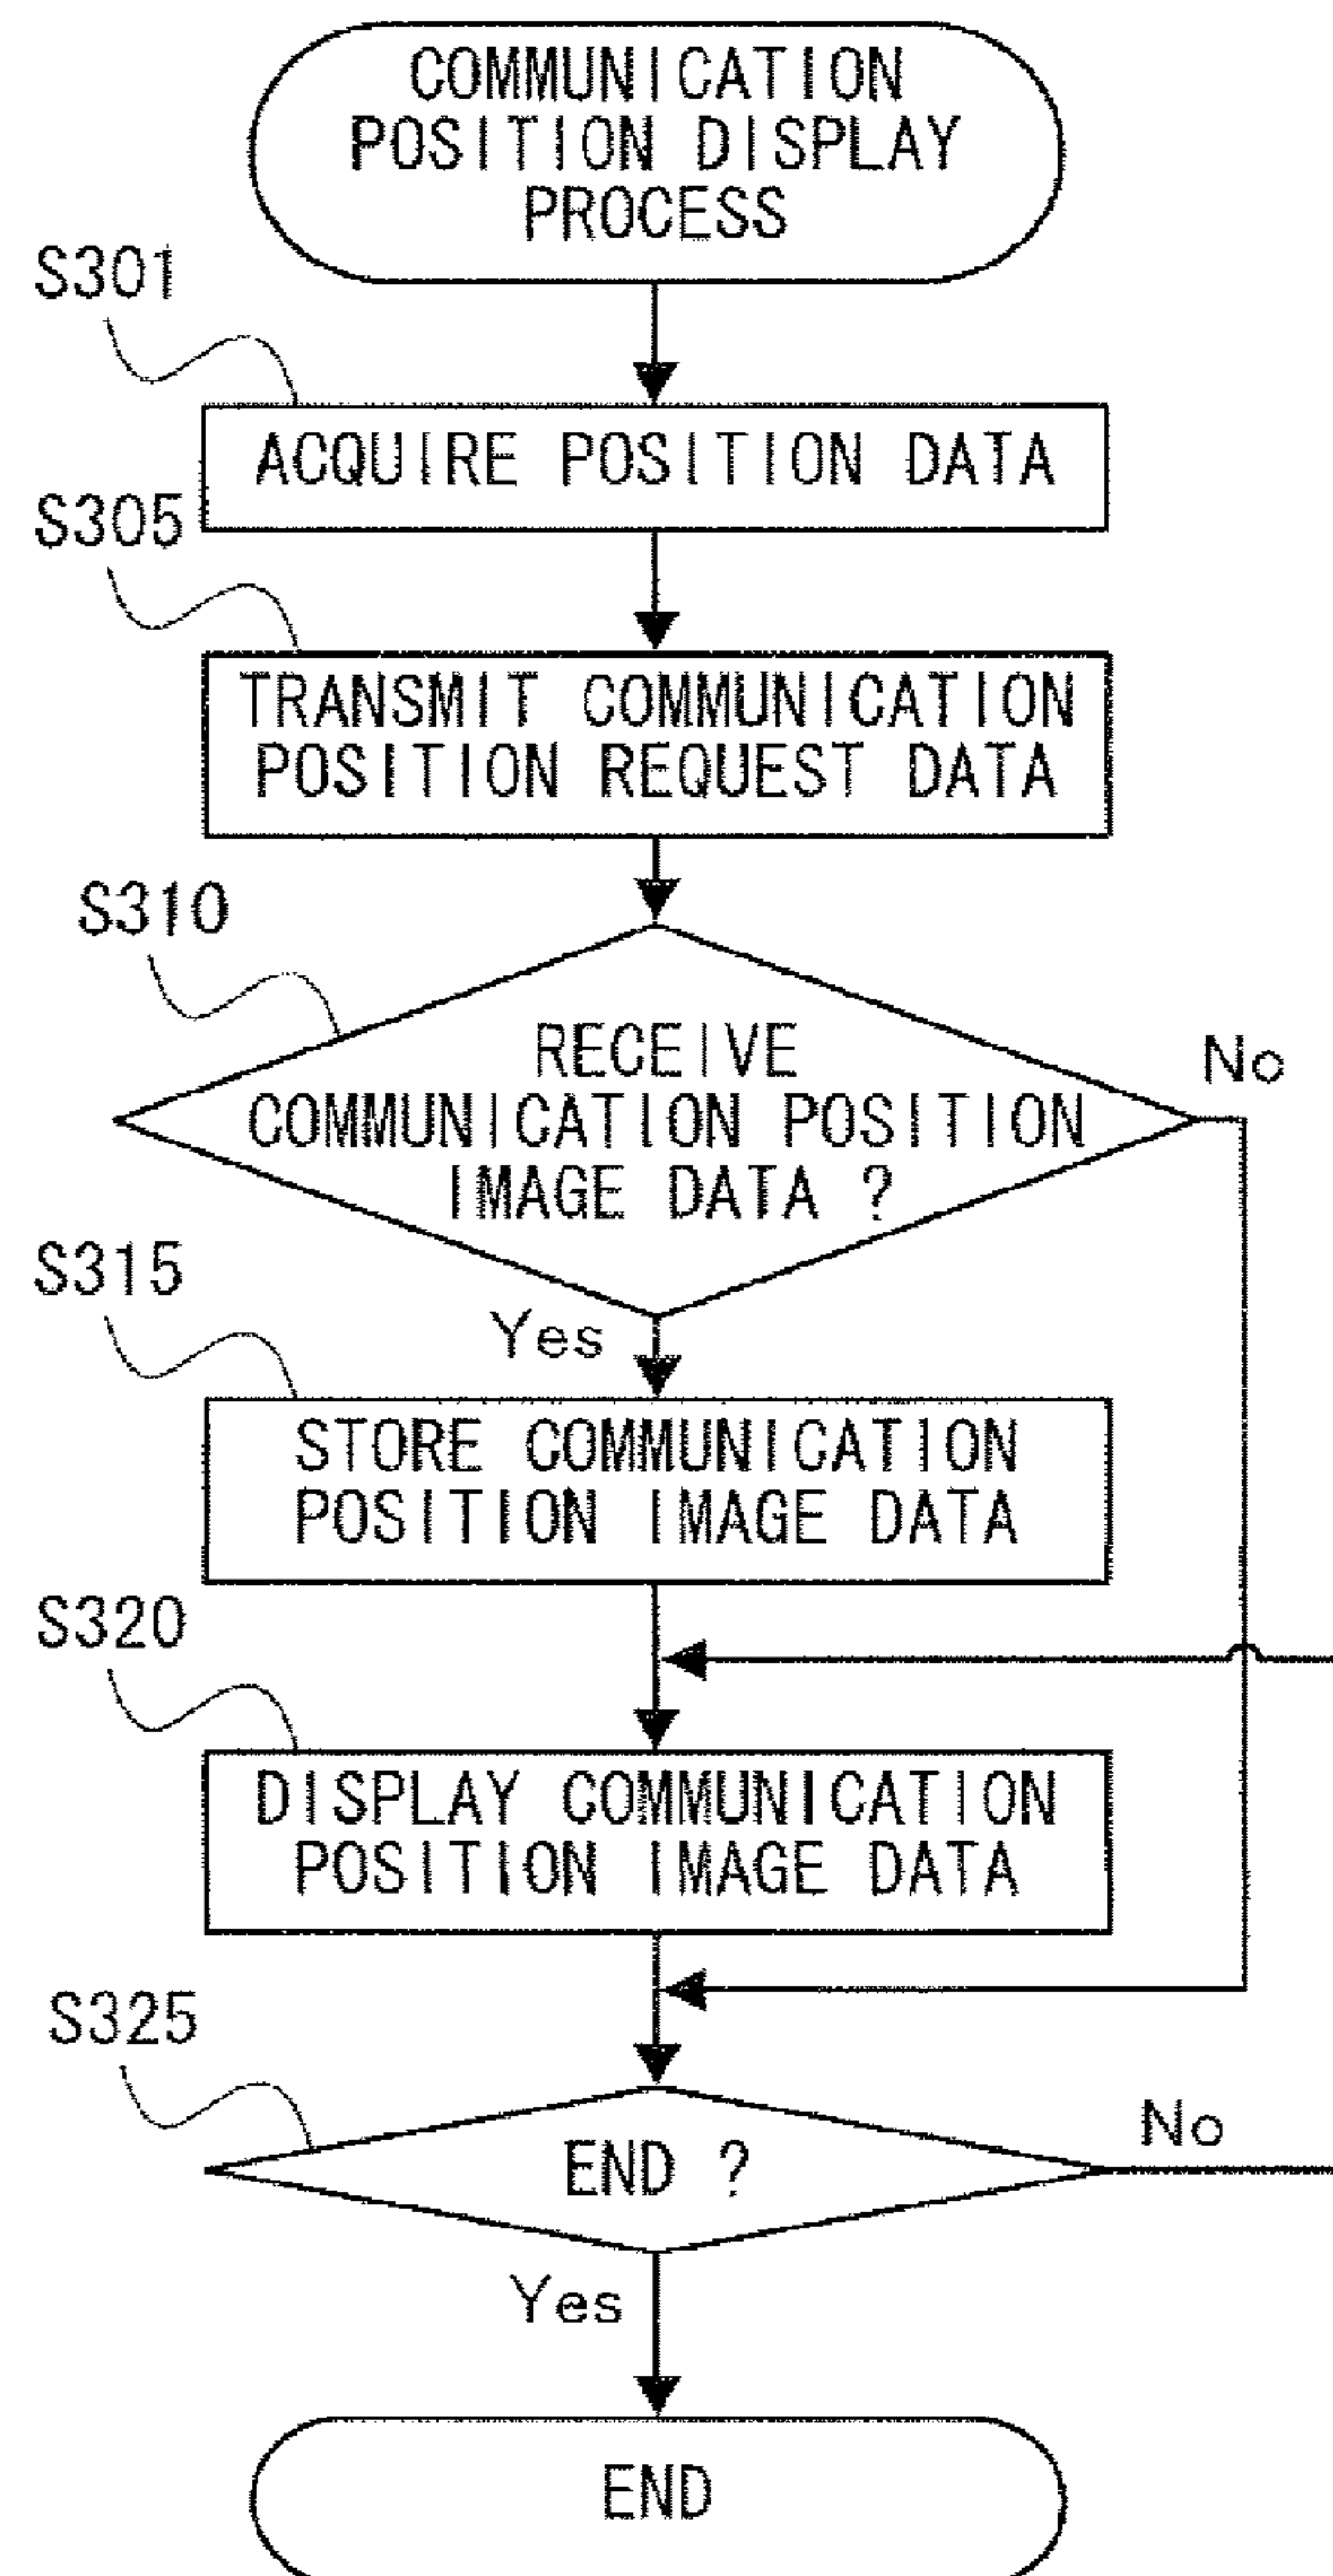 COMMUNICATION
POSITION DISPLAY
PROCESS
S301
ACQUIRE POSITION DATA
S305
TRANSMIT COMMUNICATION
POSITION REQUEST DATA
S310
RECEIVE
COMMUNICATION POSITION
IMAGE DATA ?
No
Yes
S315
STORE COMMUNICATION
POSITION IMAGE DATA
S320
DISPLAY COMMUNICATION
POSITION IMAGE DATA
S325
END ?
No
Yes
END